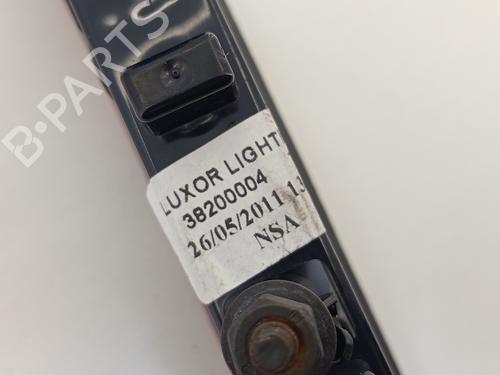 B-PARTS
LUXOR LIGHT
38200004
26/05/2011 13
NSA